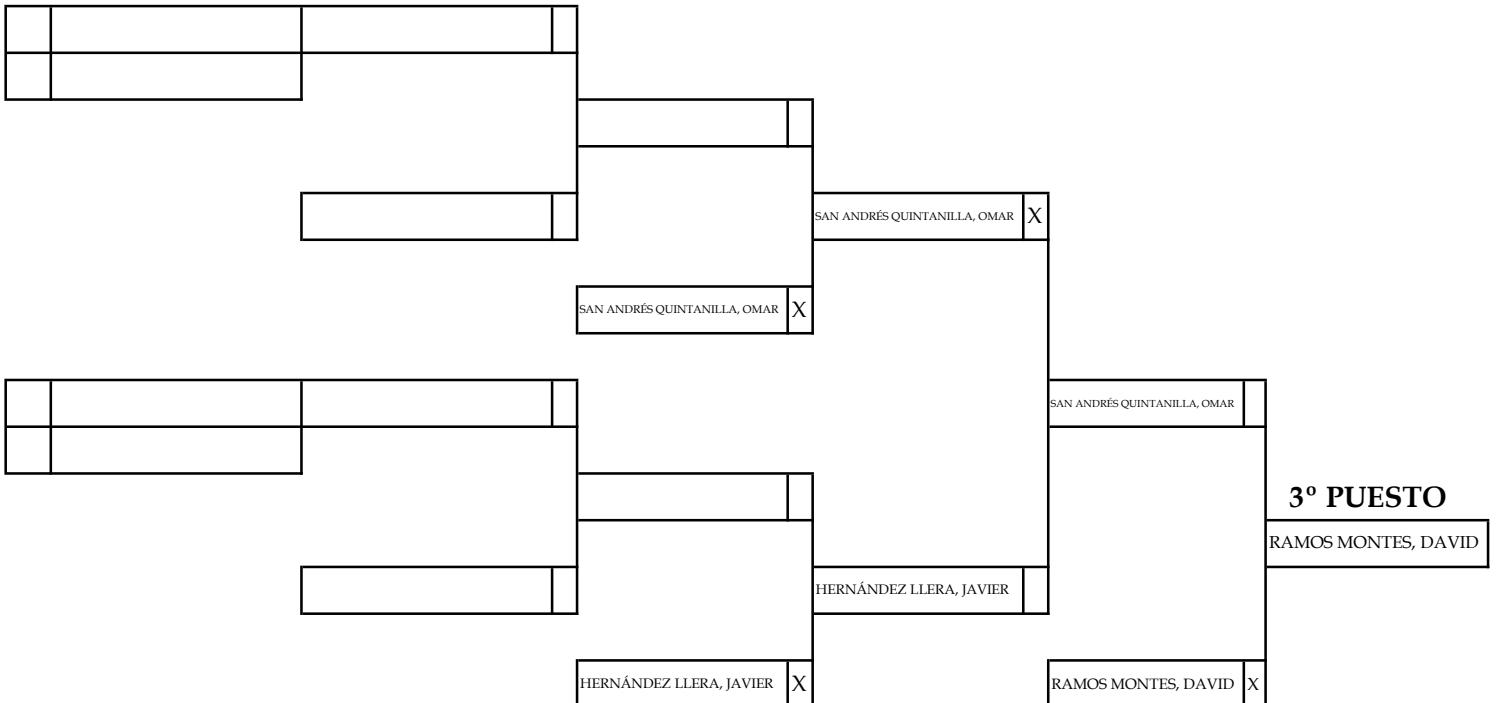 SAN ANDRÉS QUINTANILLA, OMAR X
SAN ANDRÉS QUINTANILLA, OMAR X
SAN ANDRÉS QUINTANILLA, OMAR
3º PUESTO
RAMOS MONTES, DAVID
HERNÁNDEZ LLERA, JAVIER
HERNÁNDEZ LLERA, JAVIER X
RAMOS MONTES, DAVID X